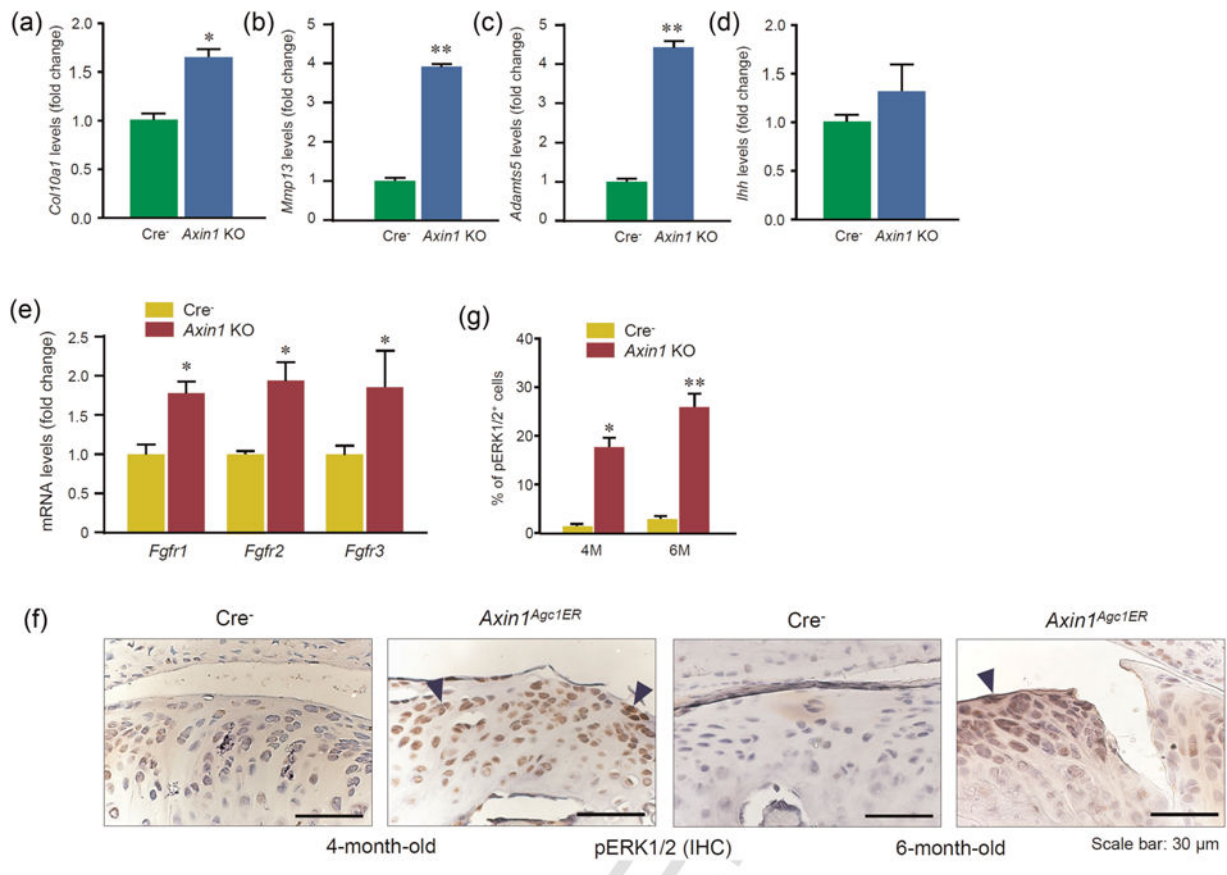 (a)
Col10a1 levels (fold change)
2.0
1.5
1.0
0.5
0.0
*
Cre- Axin1 KO
(b)
Mmp13 levels (fold change)
5
4
3
2
1
0
**
Cre- Axin1 KO
(c)
Adamts5 levels (fold change)
5
4
3
2
1
0
**
Cre- Axin1 KO
(d)
Ihh levels (fold change)
2.0
1.5
1.0
0.5
0.0
Cre- Axin1 KO
(e)
Cre-
Axin1 KO
mRNA levels (fold change)
2.5
2.0
1.5
1.0
0.5
0.0
* * *
Fgfr1 Fgfr2 Fgfr3
(g)
Cre-
Axin1 KO
% of pERK1/2+ cells
40
30
20
10
0
* **
4M 6M
(f)
Cre- Axin1Agc1ER Cre- Axin1Agc1ER
4-month-old pERK1/2 (IHC) 6-month-old Scale bar: 30 µm